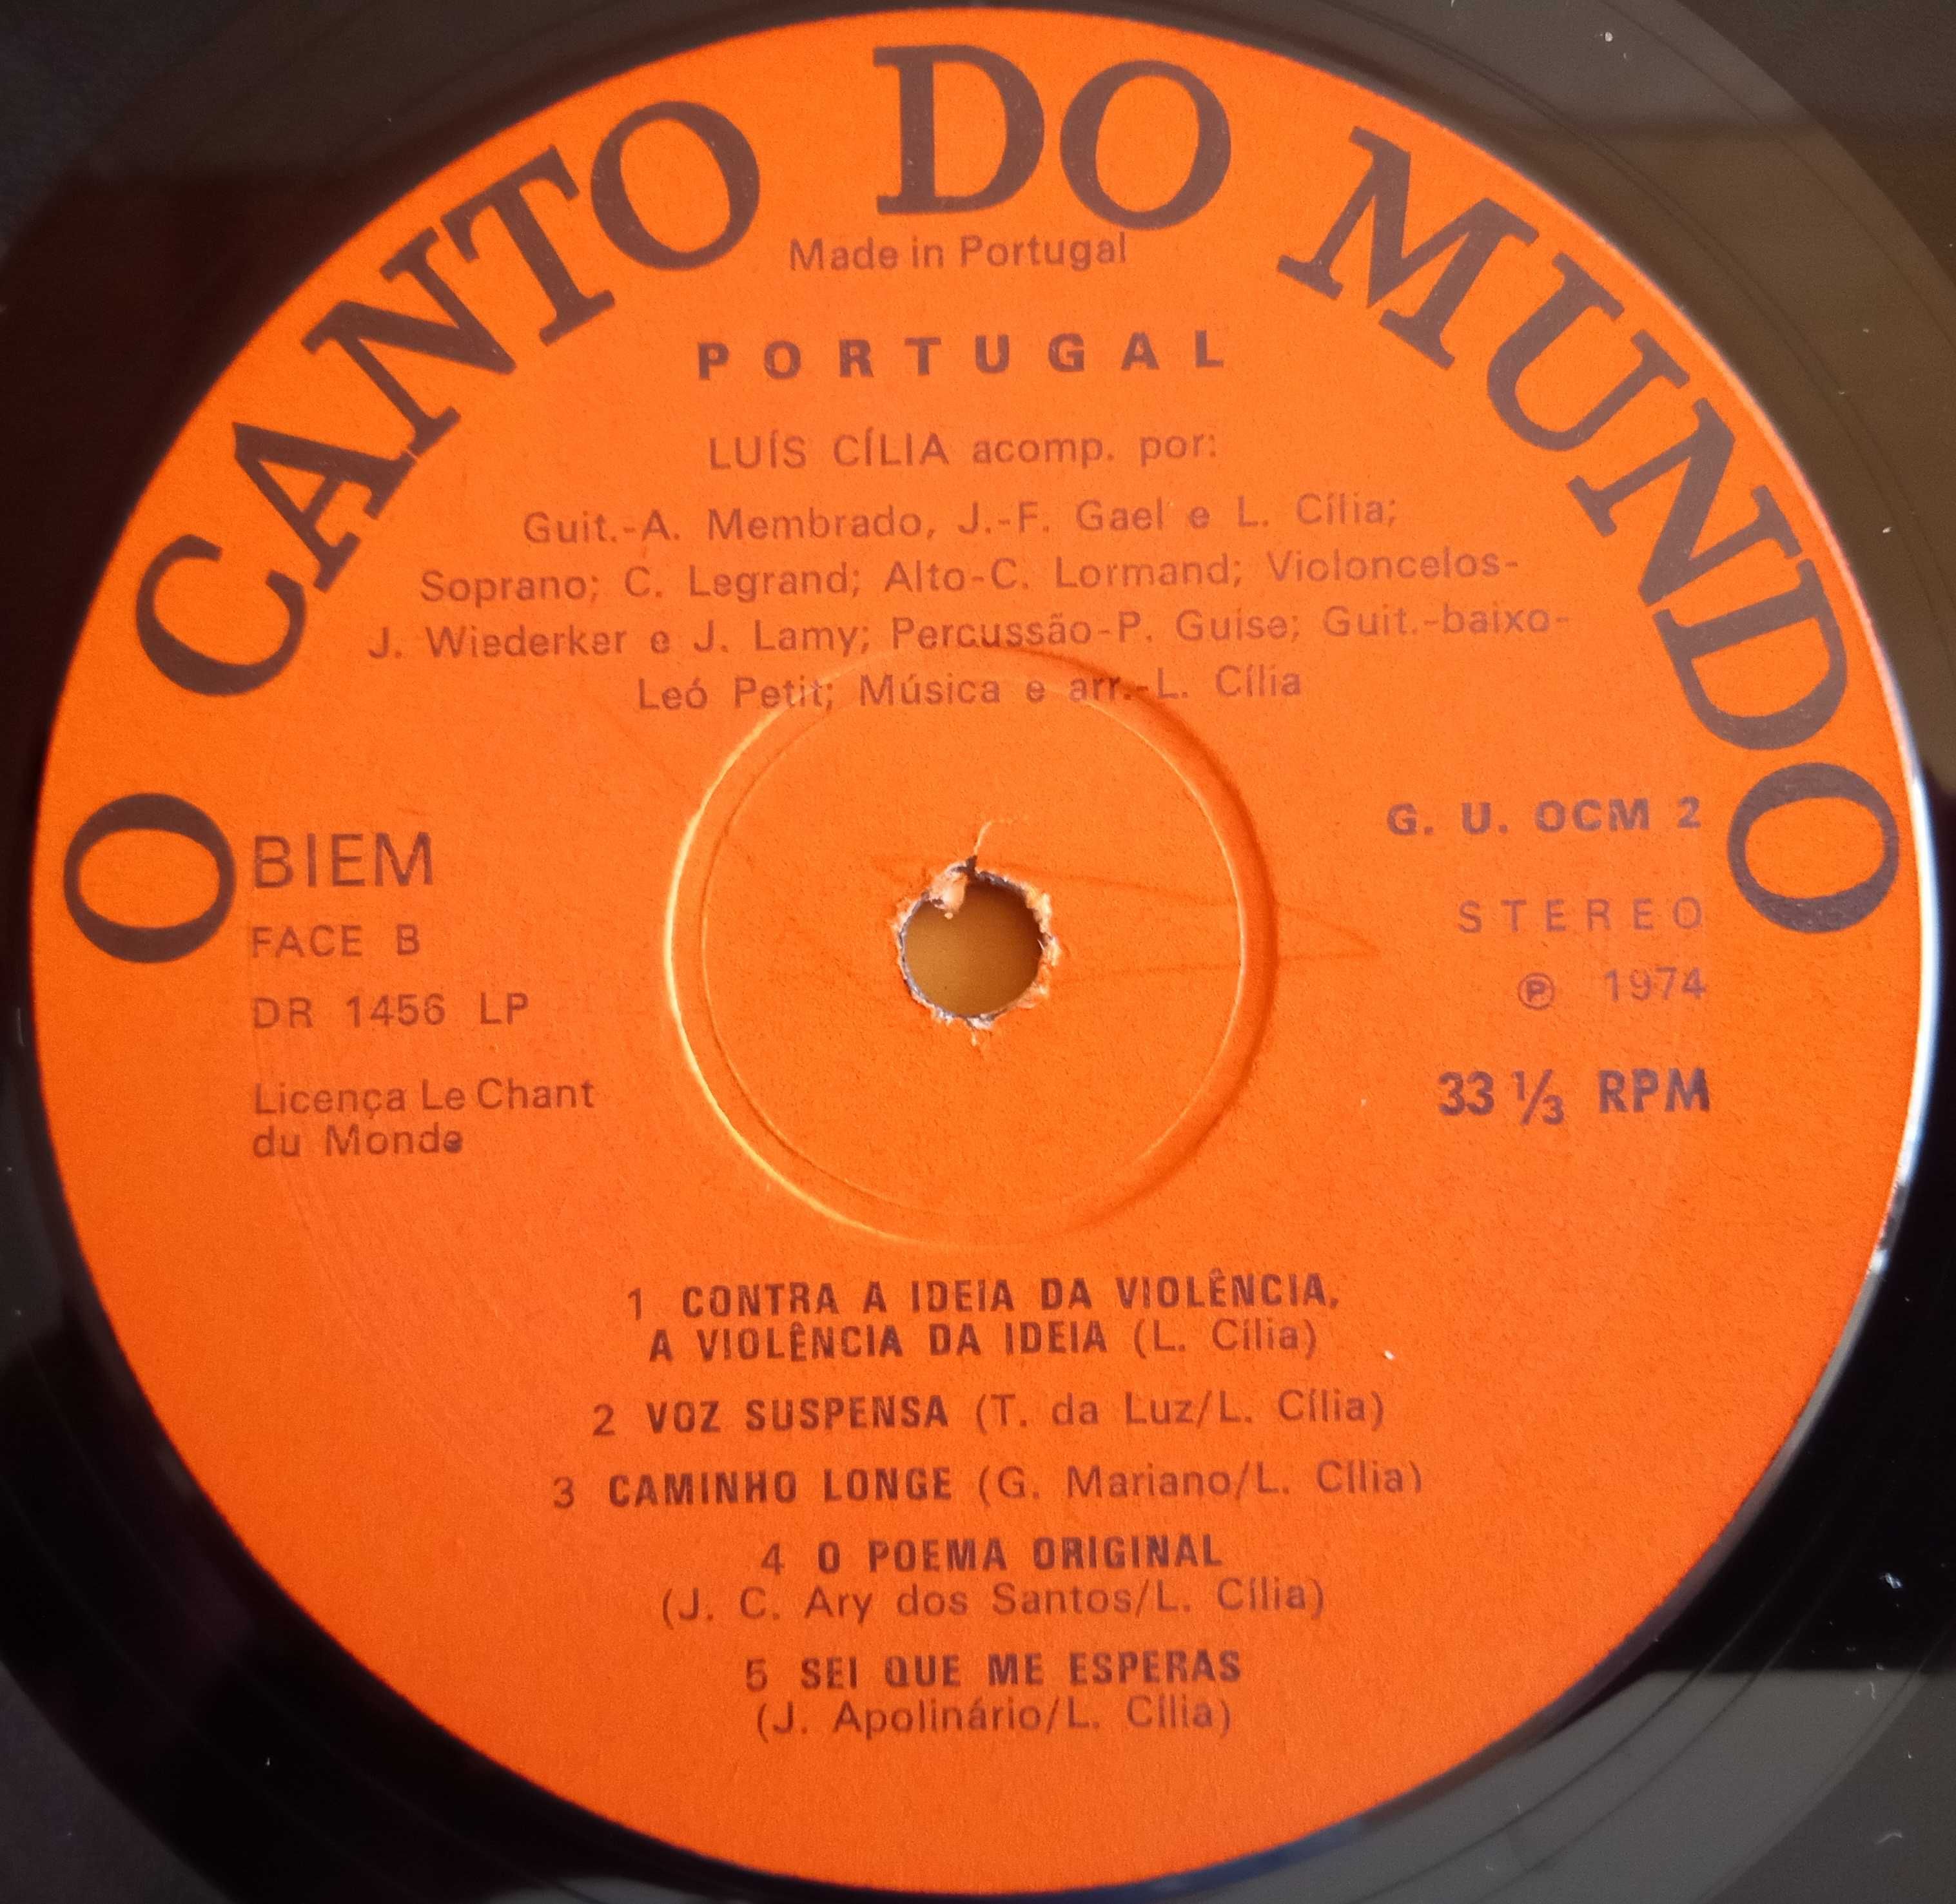 O CANTO DO MUNDO
Made in Portugal
PORTUGAL
LUÍS CÍLIA acomp. por:
Guit.-A. Membrado, J.-F. Gael e L. Cília;
Soprano; C. Legrand; Alto-C. Lormand; Violoncelos-
J. Wiederker e J. Lamy; Percussão-P. Guise; Guit.-baixo-
Leó Petit; Música e arr.-L. Cília
BIEM
FACE B
DR 1456 LP
Licença Le Chant
du Monde
G. U. OCM 2
STEREO
℗ 1974
33 ⅓ RPM
1 CONTRA A IDEIA DA VIOLÊNCIA,
A VIOLÊNCIA DA IDEIA (L. Cília)
2 VOZ SUSPENSA (T. da Luz/L. Cília)
3 CAMINHO LONGE (G. Mariano/L. Cília)
4 O POEMA ORIGINAL
(J. C. Ary dos Santos/L. Cília)
5 SEI QUE ME ESPERAS
(J. Apolinário/L. Cília)